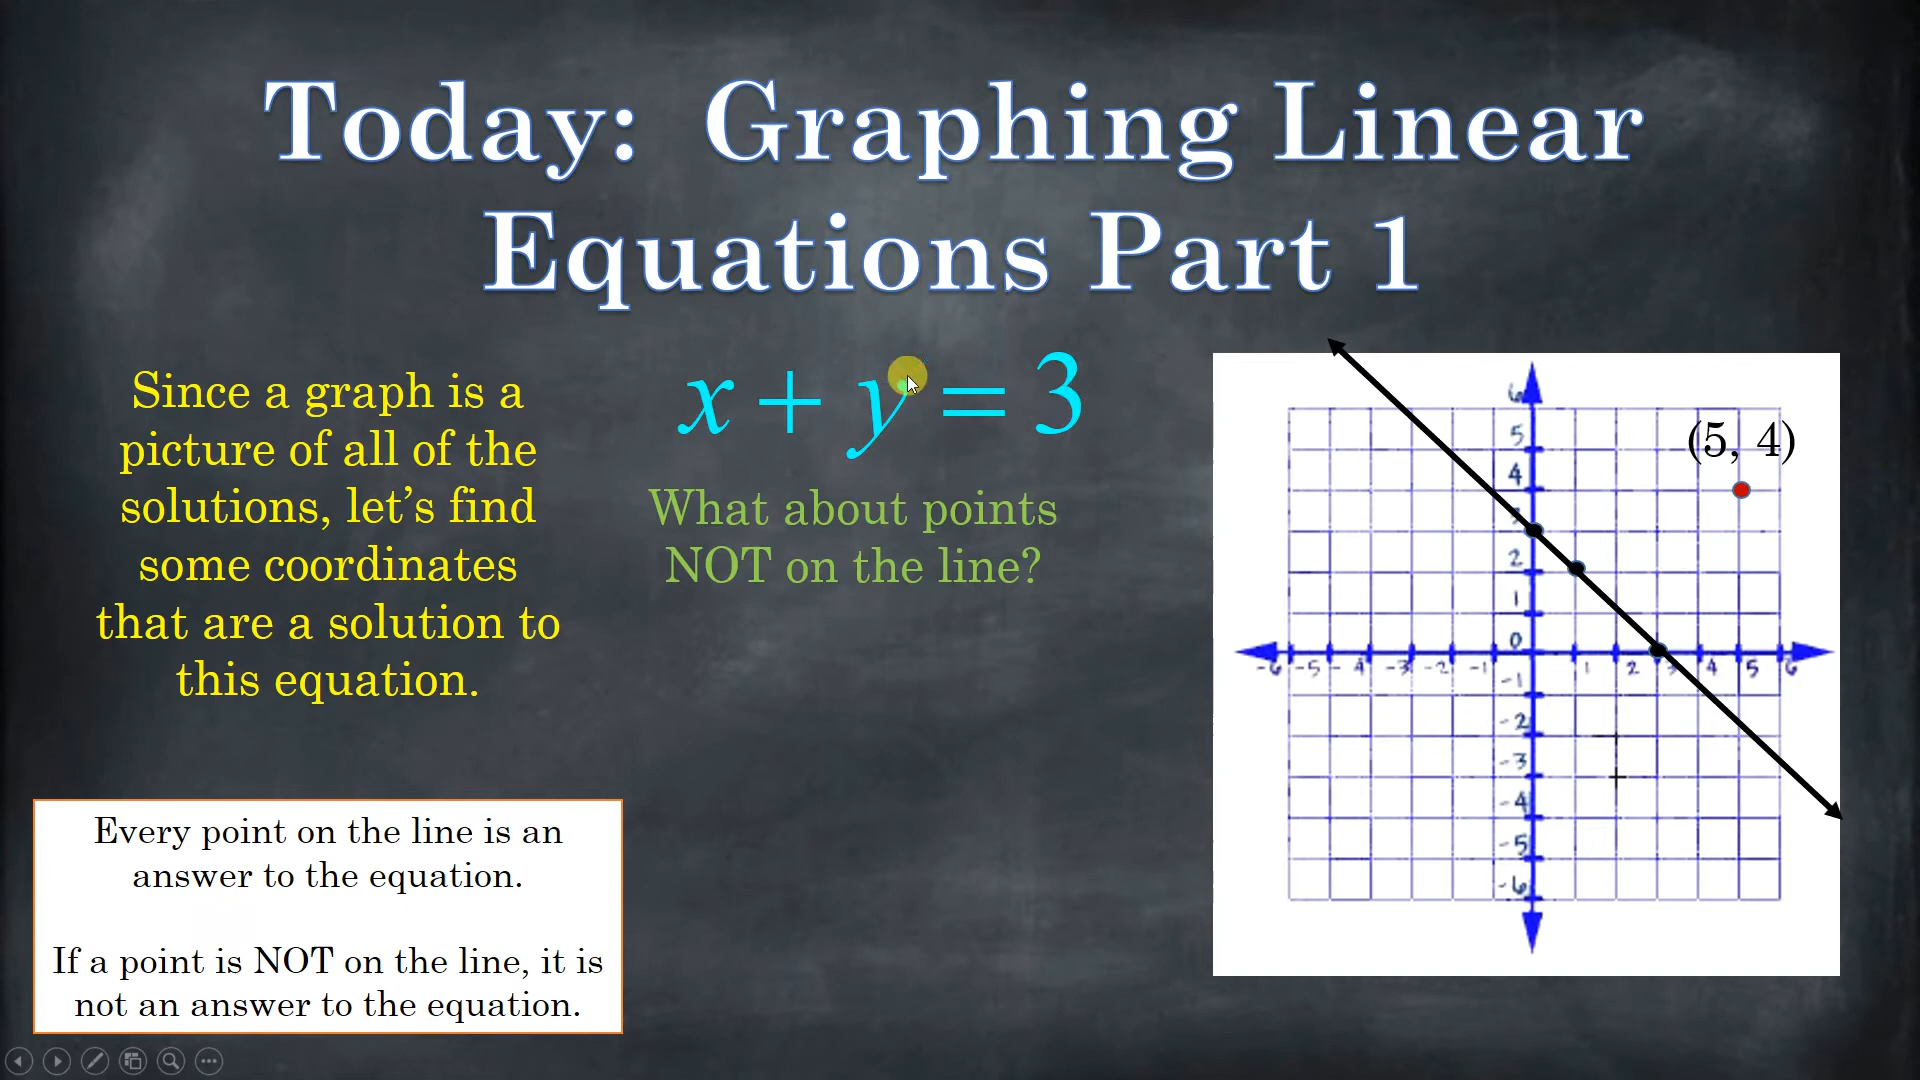 Today:  Graphing Linear
Equations Part 1
Since a graph is a
picture of all of the
solutions, let's find
some coordinates
that are a solution to
this equation.
x + y = 3
What about points
NOT on the line?
Every point on the line is an
answer to the equation.
If a point is NOT on the line, it is
not an answer to the equation.
(5, 4)
6
5
4
3
2
1
0
-6 -5 -4 -3 -2 -1 1 2 3 4 5 6
-1
-2
-3
-4
-5
-6